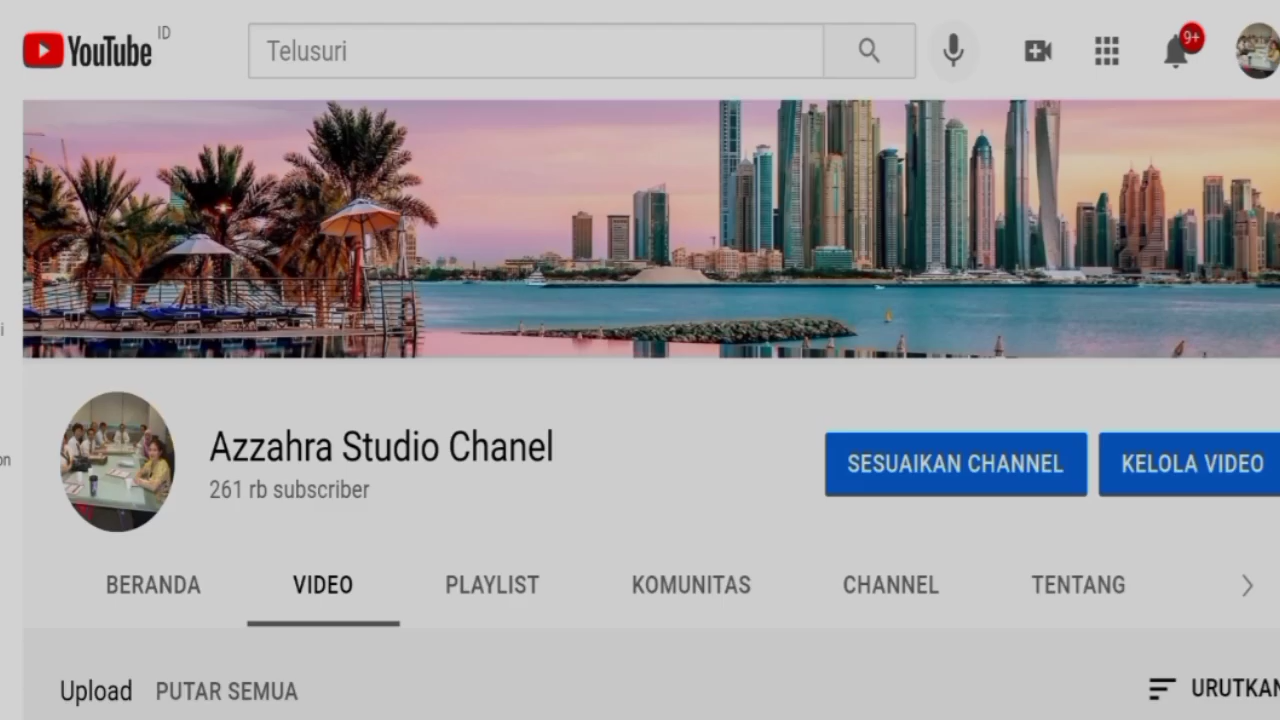 YouTube ID
Telusuri
9+
Azzahra Studio Chanel
261 rb subscriber
SESUAIKAN CHANNEL
KELOLA VIDEO
BERANDA
VIDEO
PLAYLIST
KOMUNITAS
CHANNEL
TENTANG
Upload
PUTAR SEMUA